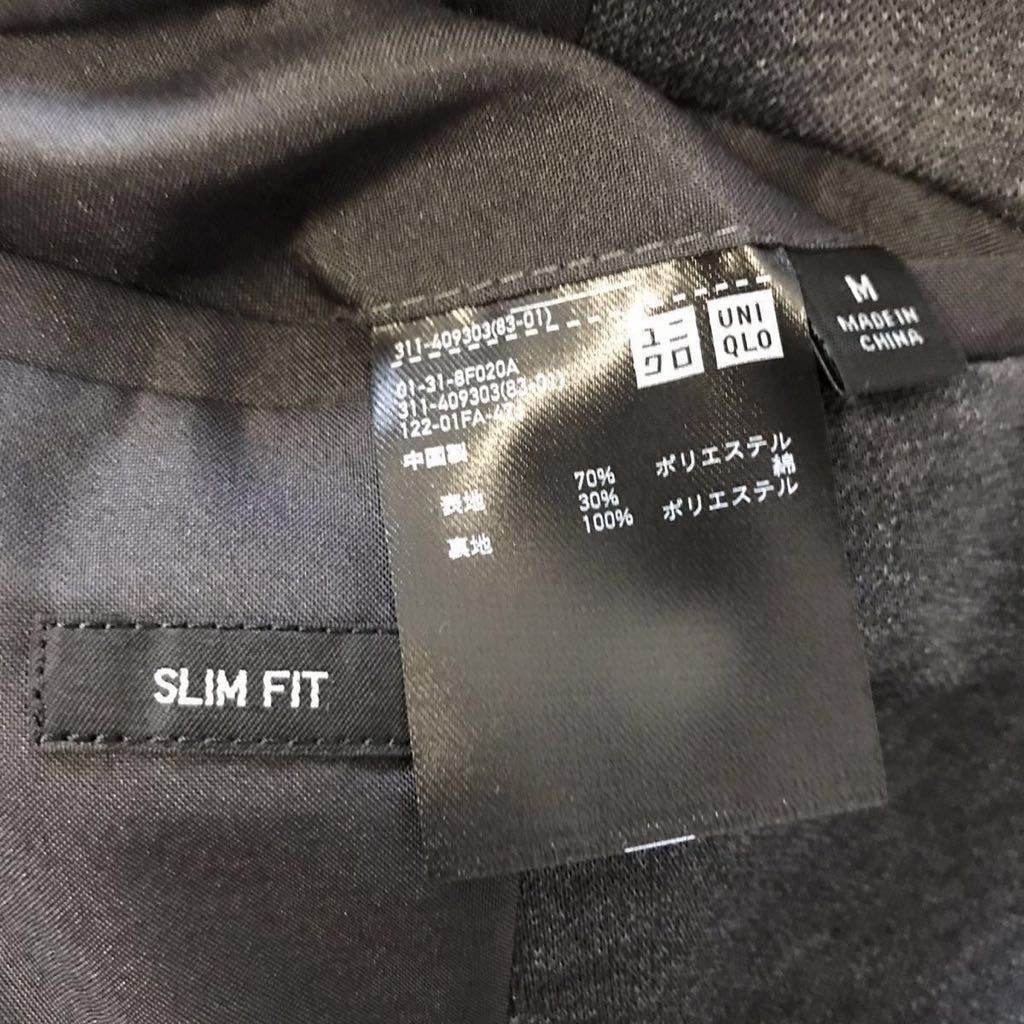 311-409303(83-01)
ユニ
クロ
UNI
QLO
M
MADE IN
CHINA
01-31-8F020A
311-409303(83-01)
122-01FA
中国製
表地
70% ポリエステル
30% 綿
裏地
100% ポリエステル
SLIM FIT